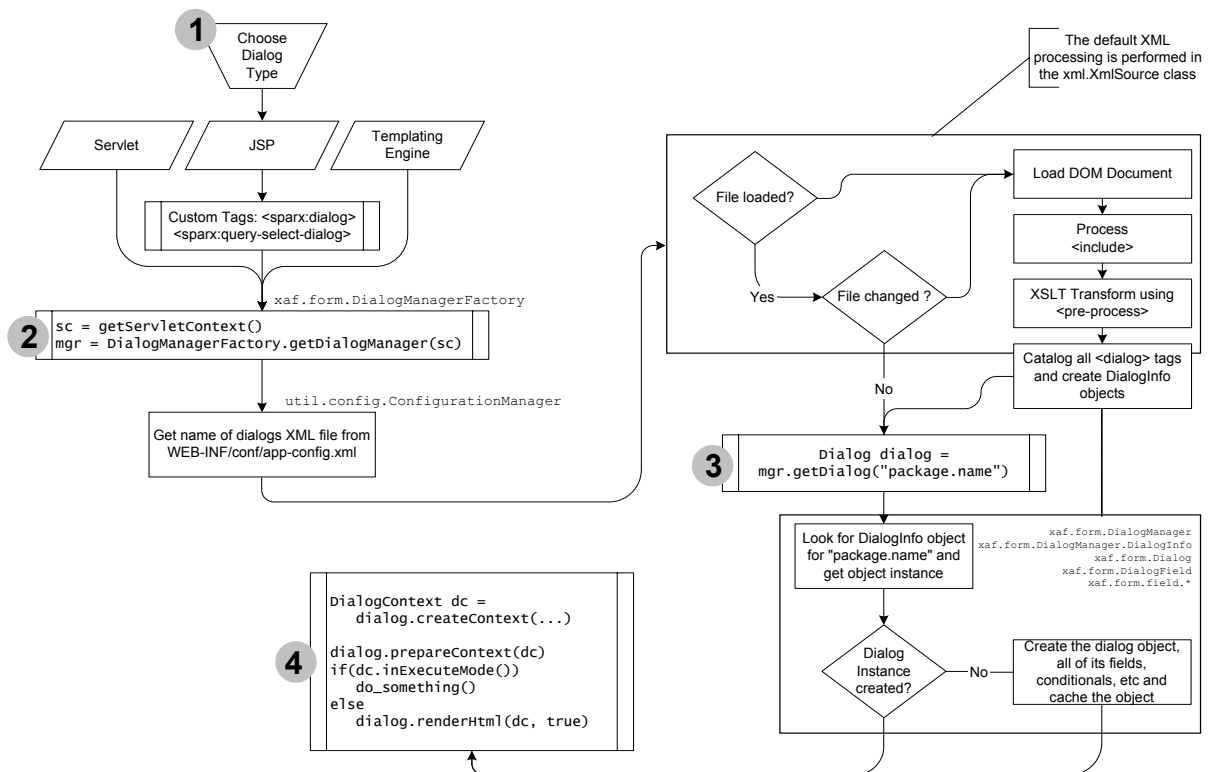 1
Choose
Dialog
Type
Servlet
JSP
Templating
Engine
Custom Tags: <sparx:dialog>
<sparx:query-select-dialog>
xaf.form.DialogManagerFactory
2
sc = getServletContext()
mgr = DialogManagerFactory.getDialogManager(sc)
util.config.ConfigurationManager
Get name of dialogs XML file from
WEB-INF/conf/app-config.xml
The default XML
processing is performed in
the xml.XmlSource class
File loaded?
Yes
File changed ?
No
Load DOM Document
Process
<include>
XSLT Transform using
<pre-process>
Catalog all <dialog> tags
and create DialogInfo
objects
3
Dialog dialog =
mgr.getDialog("package.name")
Look for DialogInfo object
for "package.name" and
get object instance
xaf.form.DialogManager
xaf.form.DialogManager.DialogInfo
xaf.form.Dialog
xaf.form.DialogField
xaf.form.field.*
Dialog
Instance
created?
No
Create the dialog object,
all of its fields,
conditionals, etc and
cache the object
4
DialogContext dc =
dialog.createContext(...)
dialog.prepareContext(dc)
if(dc.inExecuteMode())
do_something()
else
dialog.renderHtml(dc, true)